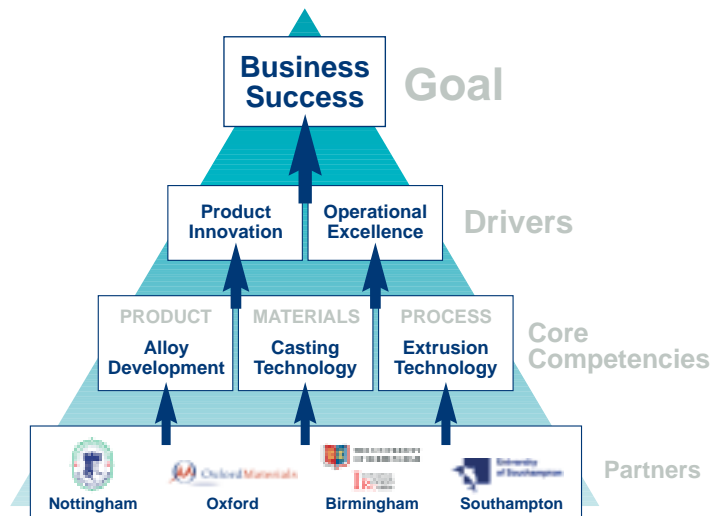 Business
Success
Goal
Product
Innovation
Operational
Excellence
Drivers
PRODUCT
Alloy
Development
MATERIALS
Casting
Technology
PROCESS
Extrusion
Technology
Core
Competencies
Oxford Materials
University
of Southampton
Nottingham
Oxford
Birmingham
Southampton
Partners